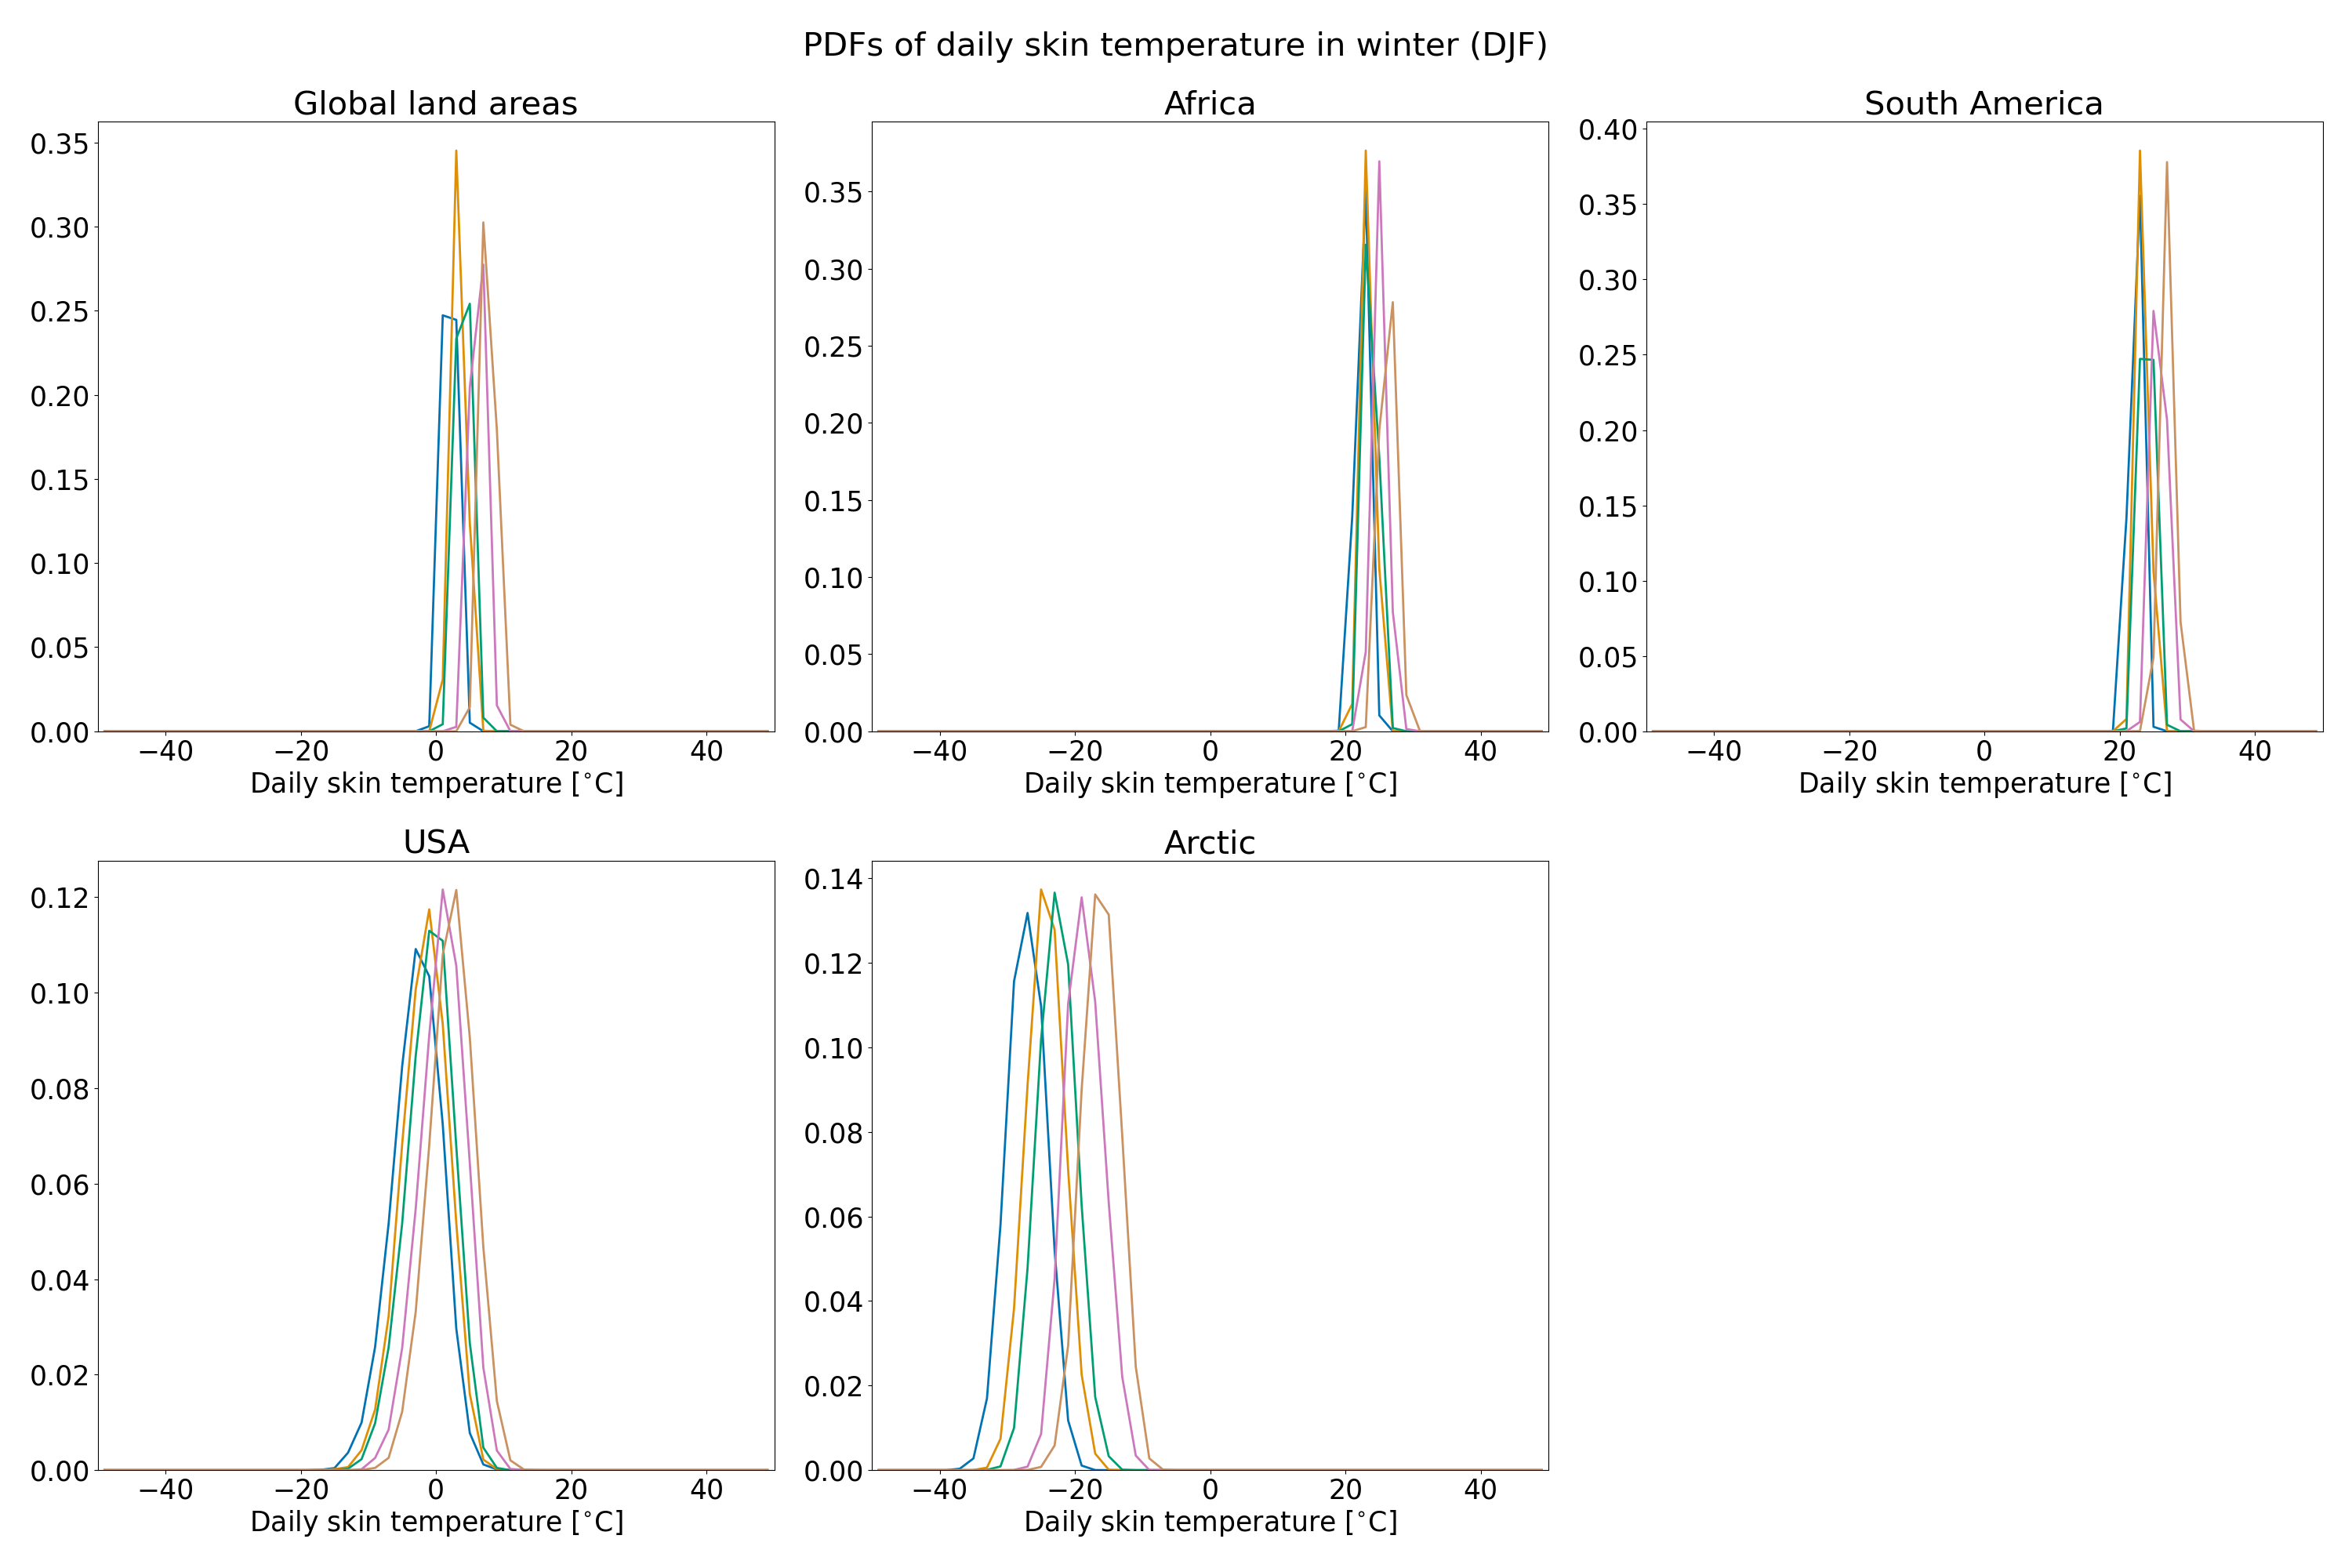 PDFs of daily skin temperature in winter (DJF)
Global land areas
0.35
0.30
0.25
0.20
0.15
0.10
0.05
0.00
−40 −20 0 20 40
Daily skin temperature [°C]
Africa
0.35
0.30
0.25
0.20
0.15
0.10
0.05
0.00
−40 −20 0 20 40
Daily skin temperature [°C]
South America
0.40
0.35
0.30
0.25
0.20
0.15
0.10
0.05
0.00
−40 −20 0 20 40
Daily skin temperature [°C]
USA
0.12
0.10
0.08
0.06
0.04
0.02
0.00
−40 −20 0 20 40
Daily skin temperature [°C]
Arctic
0.14
0.12
0.10
0.08
0.06
0.04
0.02
0.00
−40 −20 0 20 40
Daily skin temperature [°C]